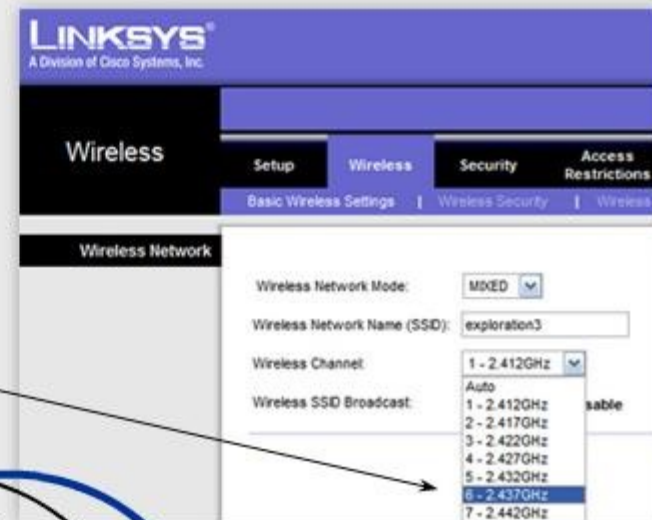 LINKSYS®
A Division of Cisco Systems, Inc.
Wireless
Setup Wireless Security Access Restrictions
Basic Wireless Settings | Wireless Security | Wireless
Wireless Network
Wireless Network Mode: MIXED
Wireless Network Name (SSID): exploration3
Wireless Channel: 1 - 2.412GHz
Auto
Wireless SSID Broadcast: sable
1 - 2.412GHz
2 - 2.417GHz
3 - 2.422GHz
4 - 2.427GHz
5 - 2.432GHz
6 - 2.437GHz
7 - 2.442GHz